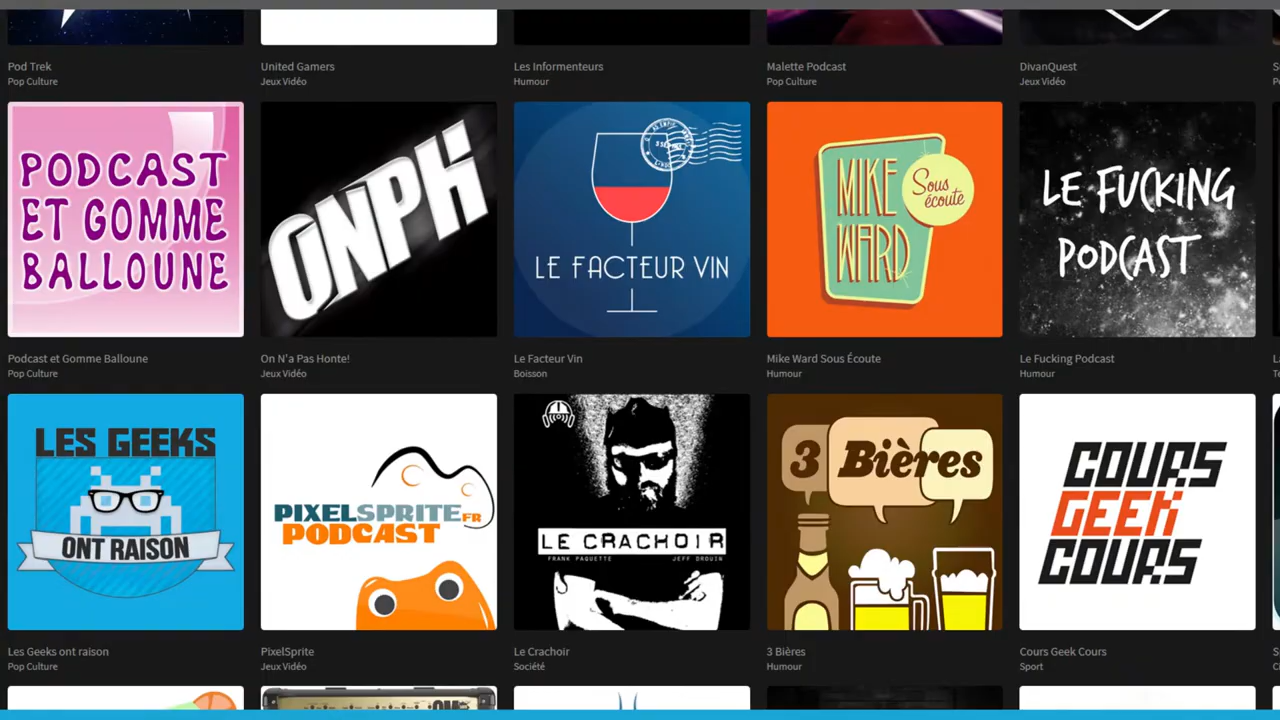 Pod Trek
Pop Culture
United Gamers
Jeux Vidéo
Les Informenteurs
Humour
Malette Podcast
Pop Culture
DivanQuest
Jeux Vidéo
PODCAST
ET GOMME
BALLOUNE
ONPH
LE FACTEUR VIN
MIKE
WARD
Sous
écoute
LE FUCKING
PODCAST
Podcast et Gomme Balloune
Pop Culture
On N'a Pas Honte!
Jeux Vidéo
Le Facteur Vin
Boisson
Mike Ward Sous Écoute
Humour
Le Fucking Podcast
Humour
LES GEEKS
ONT RAISON
PIXELSPRITE.FR
PODCAST
LE CRACHOIR
FRANK PAQUETTE JEFF DROUIN
3 Bières
COURS
GEEK
COURS
Les Geeks ont raison
Pop Culture
PixelSprite
Jeux Vidéo
Le Crachoir
Société
3 Bières
Humour
Cours Geek Cours
Sport